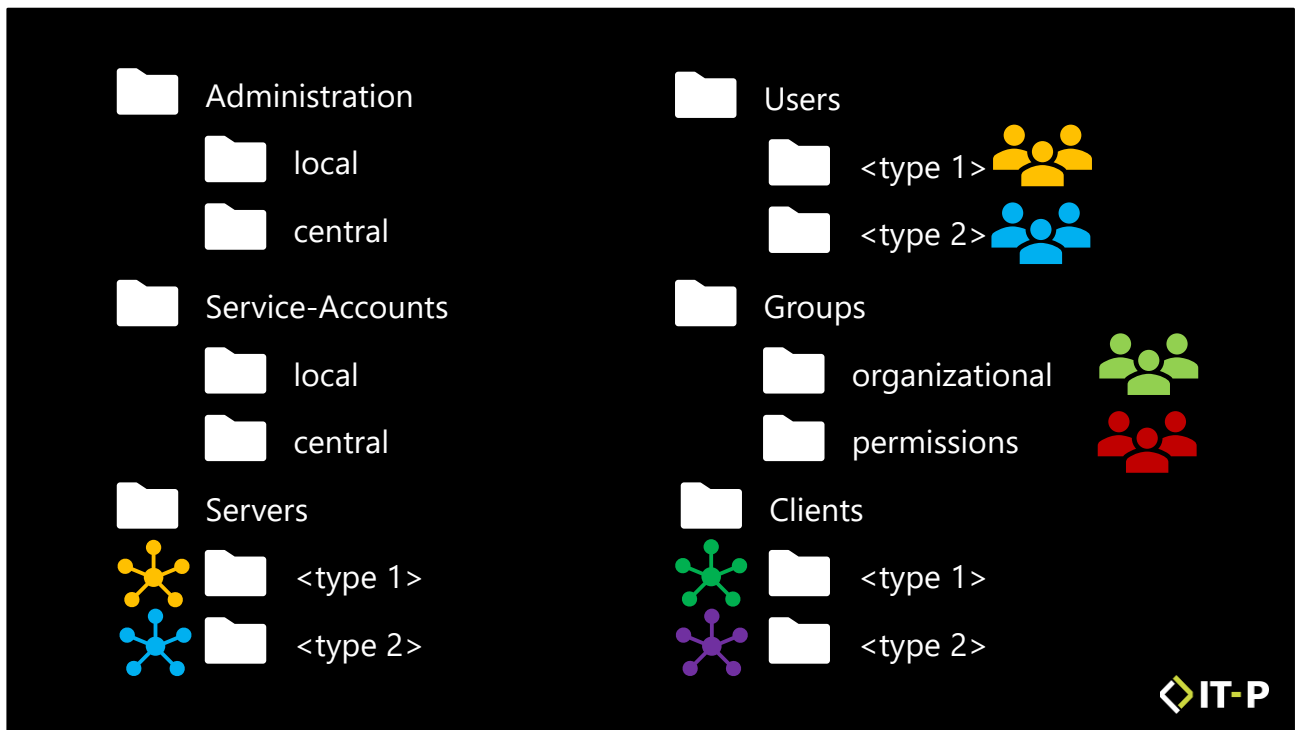 Administration
local
central
Service-Accounts
local
central
Servers
<type 1>
<type 2>
Users
<type 1>
<type 2>
Groups
organizational
permissions
Clients
<type 1>
<type 2>
IT-P